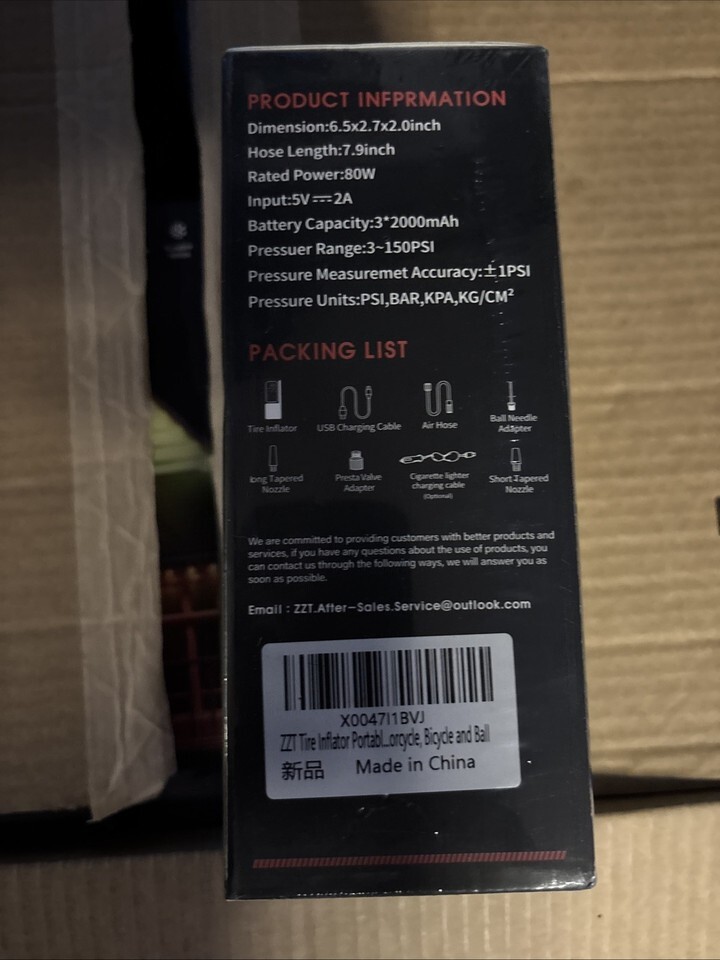 PRODUCT INFPRMATION
Dimension:6.5x2.7x2.0inch
Hose Length:7.9inch
Rated Power:80W
Input:5V⎓2A
Battery Capacity:3*2000mAh
Pressuer Range:3~150PSI
Pressure Measuremet Accuracy:±1PSI
Pressure Units:PSI,BAR,KPA,KG/CM²
PACKING LIST
Tire Inflator USB Charging Cable Air Hose Ball Needle
Adapter
long Tapered Presta Valve Cigarette lighter Short Tapered
Nozzle Adapter charging cable Nozzle
(Optional)
We are committed to providing customers with better products and
services, if you have any questions about the use of products, you
can contact us through the following ways, we will answer you as
soon as possible.
Email : ZZT.After-Sales.Service@outlook.com
X0047I1BVJ
ZZT Tire Inflator Portabl...orcycle, Bicycle and Ball
新品 Made in China